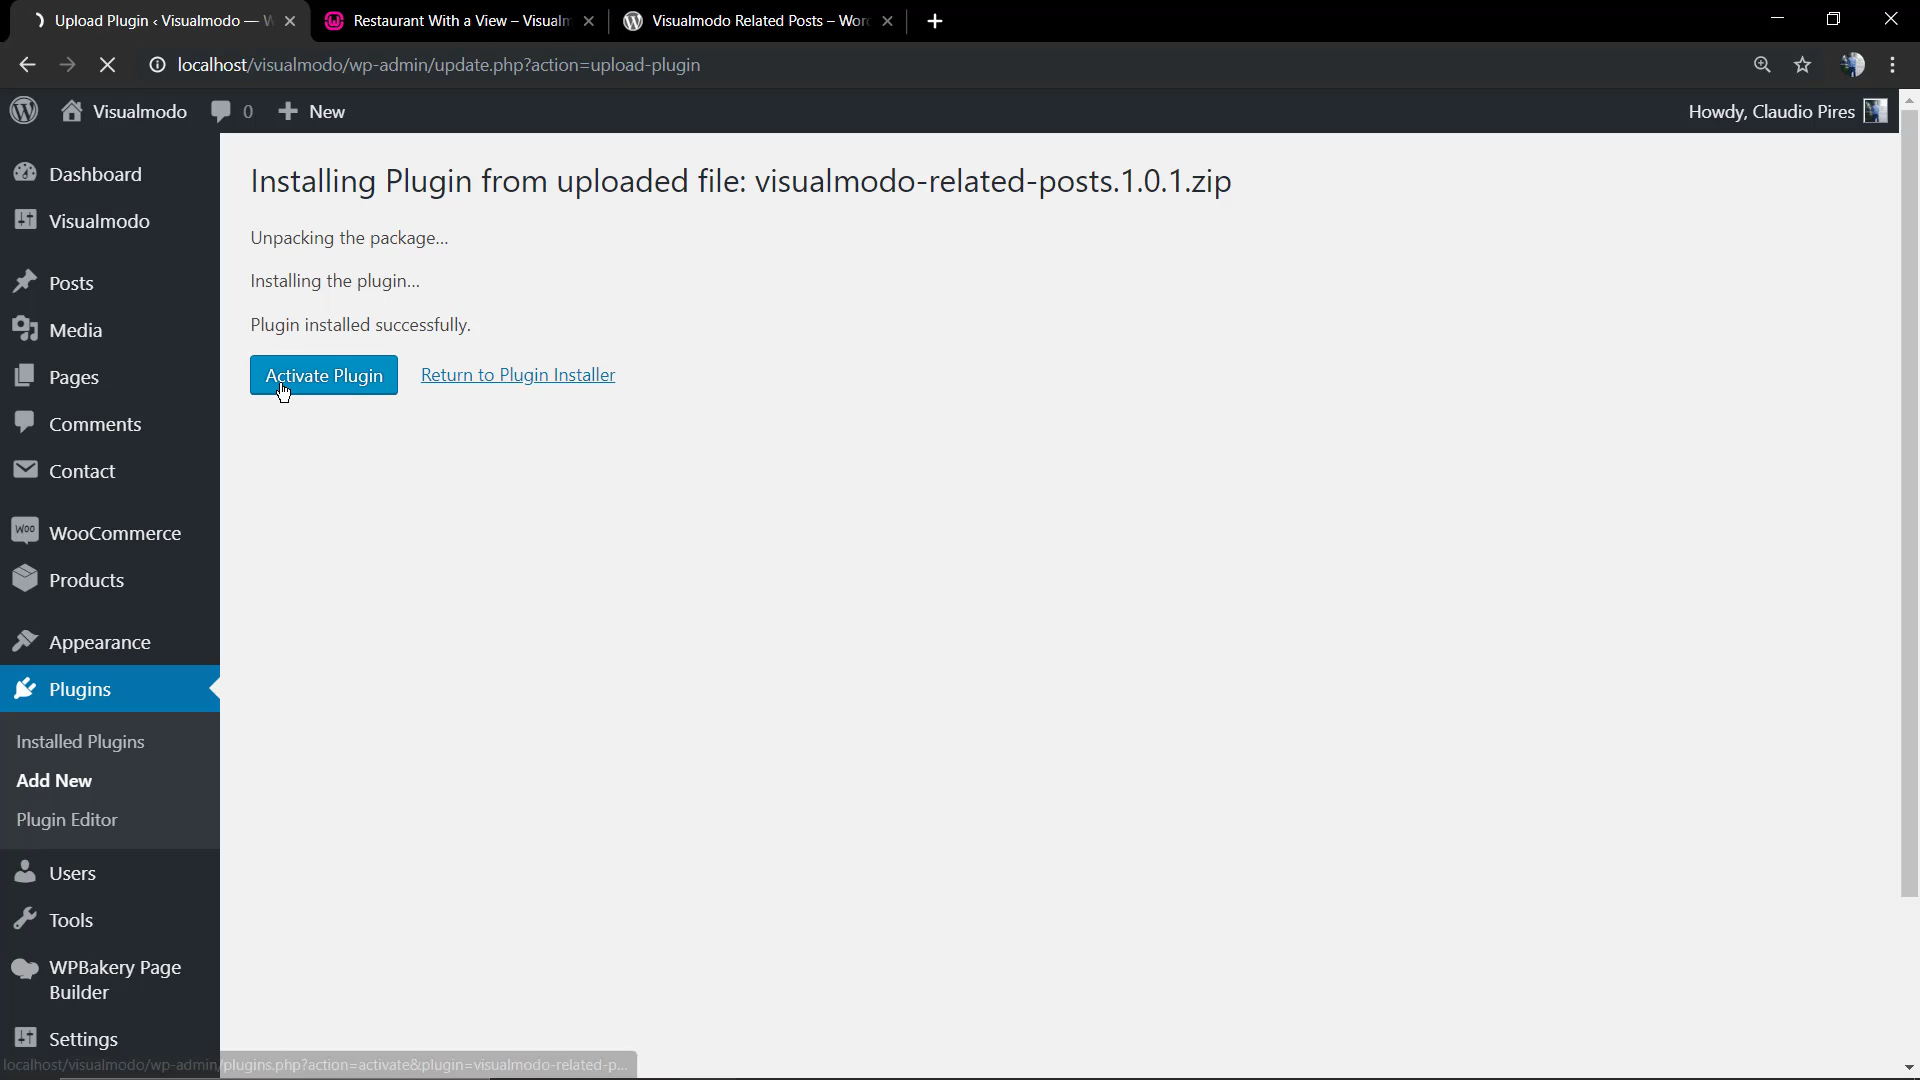 Upload Plugin ‹ Visualmodo — W
Restaurant With a View – Visualm
Visualmodo Related Posts – Wor
localhost/visualmodo/wp-admin/update.php?action=upload-plugin
Visualmodo
0
New
Howdy, Claudio Pires
Dashboard
Visualmodo
Posts
Media
Pages
Comments
Contact
Woo
WooCommerce
Products
Appearance
Plugins
Installed Plugins
Add New
Plugin Editor
Users
Tools
WPBakery Page
Builder
Settings
Installing Plugin from uploaded file: visualmodo-related-posts.1.0.1.zip
Unpacking the package...
Installing the plugin...
Plugin installed successfully.
Activate Plugin
Return to Plugin Installer
localhost/visualmodo/wp-admin/plugins.php?action=activate&plugin=visualmodo-related-p...